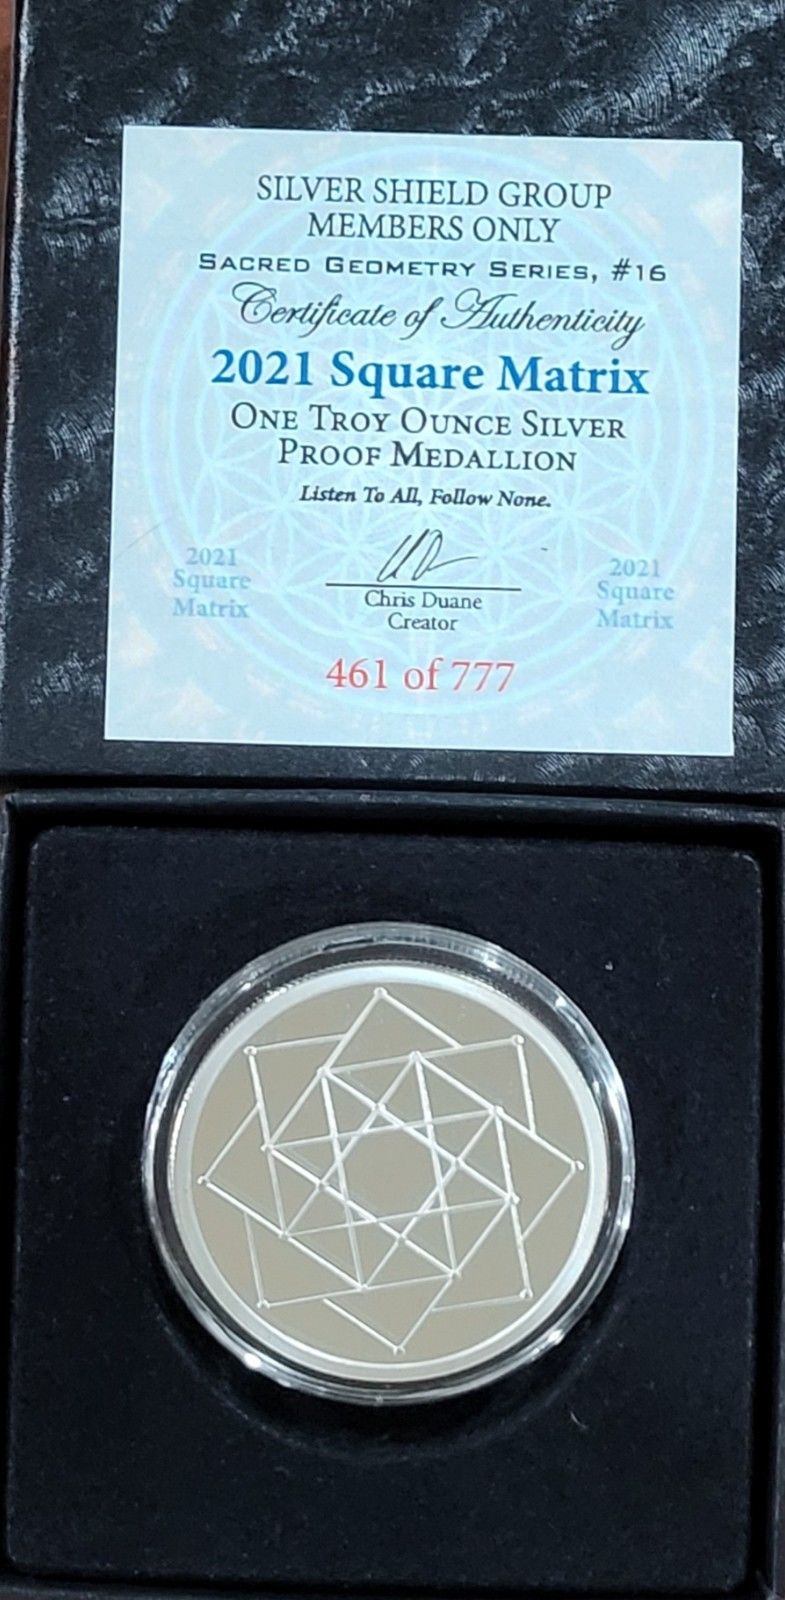 SILVER SHIELD GROUP
MEMBERS ONLY
SACRED GEOMETRY SERIES, #16
Certificate of Authenticity
2021 Square Matrix
ONE TROY OUNCE SILVER
PROOF MEDALLION
Listen To All, Follow None.
2021
Square
Matrix
Chris Duane
Creator
2021
Square
Matrix
461 of 777